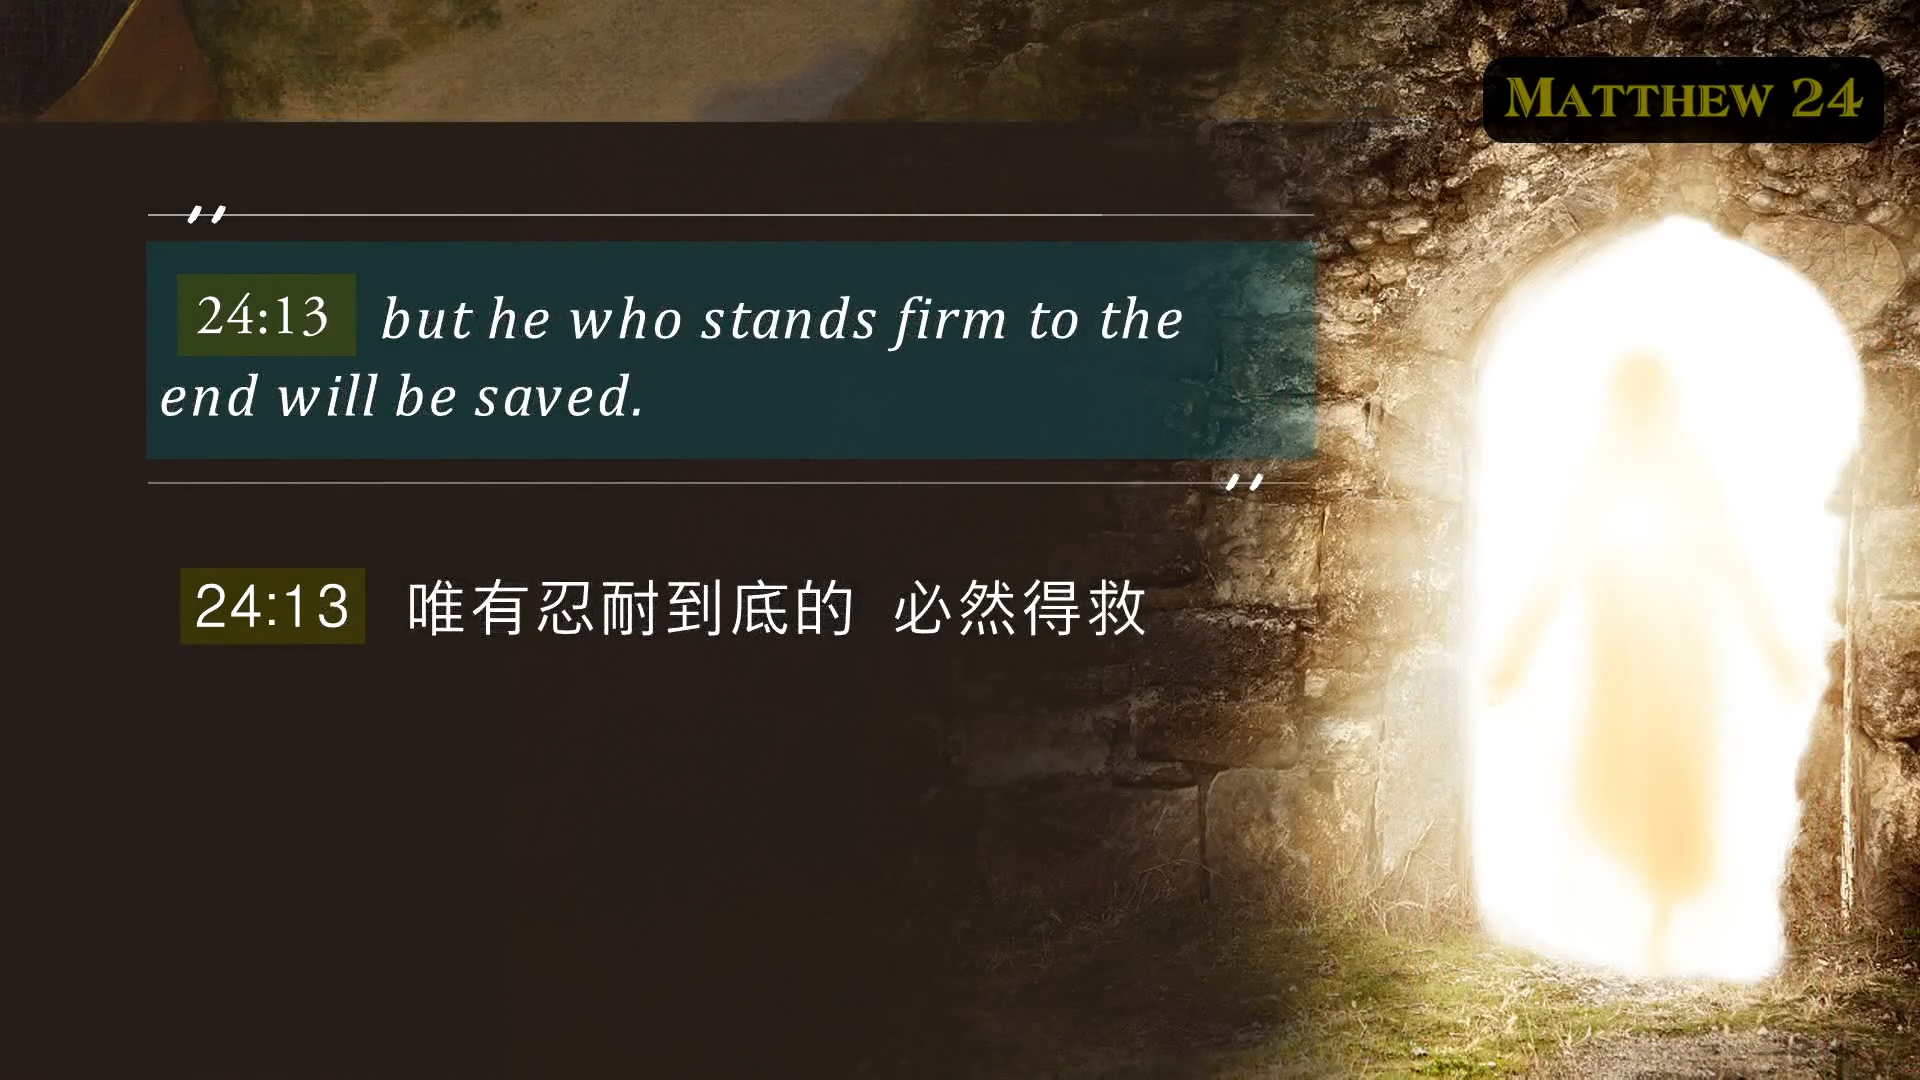 MATTHEW 24
"
24:13 but he who stands firm to the
end will be saved.
"
24:13 唯有忍耐到底的 必然得救